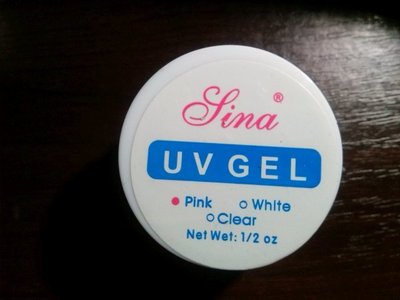 Sina ®
UV GEL
Pink White
Clear
Net Wet: 1/2 oz